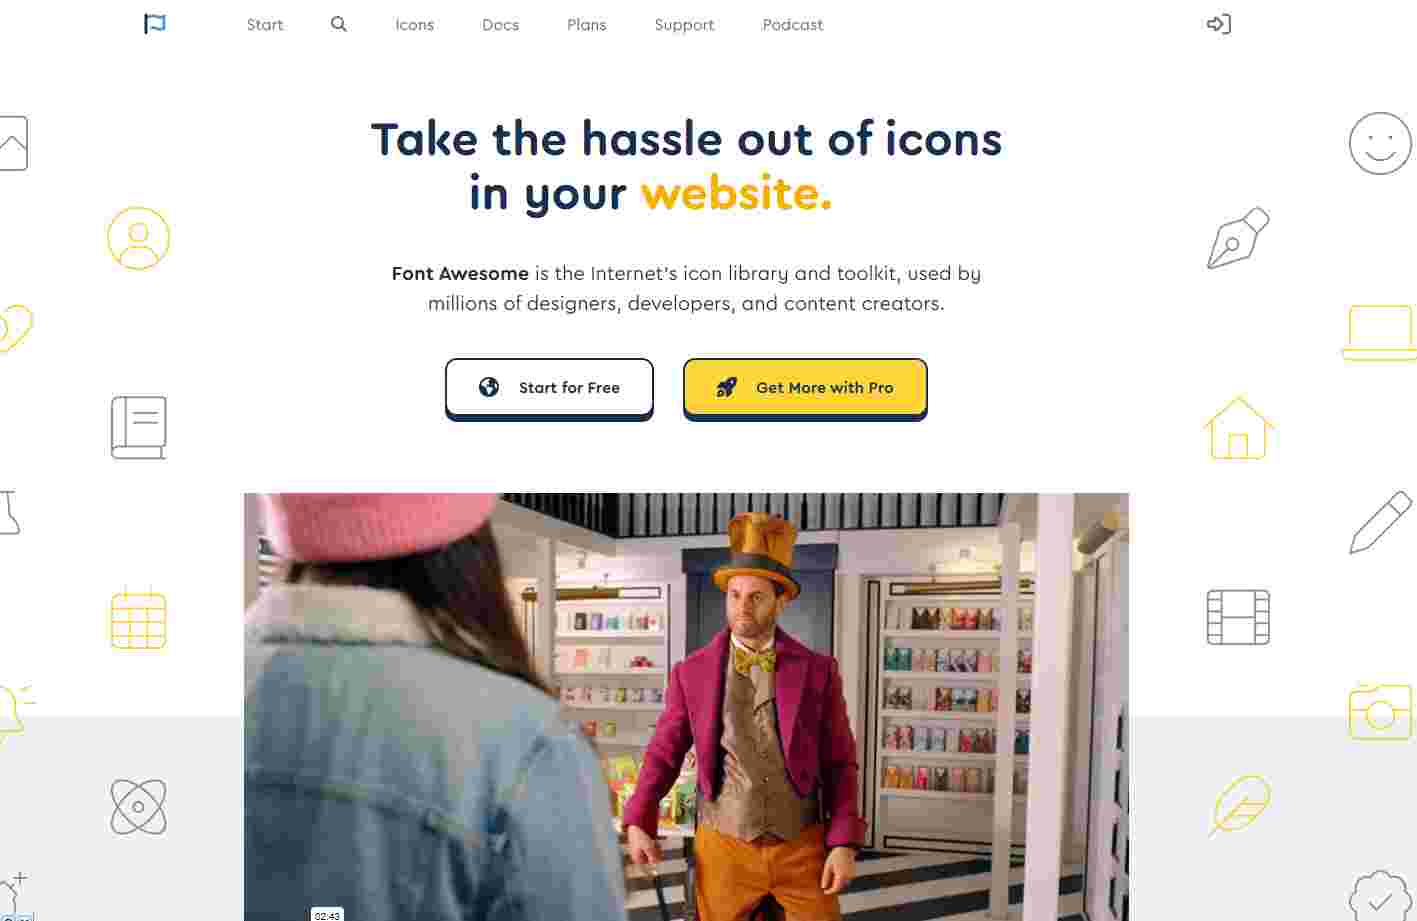 Start Icons Docs Plans Support Podcast
Take the hassle out of icons
in your website.
Font Awesome is the Internet's icon library and toolkit, used by
millions of designers, developers, and content creators.
Start for Free Get More with Pro
02:43